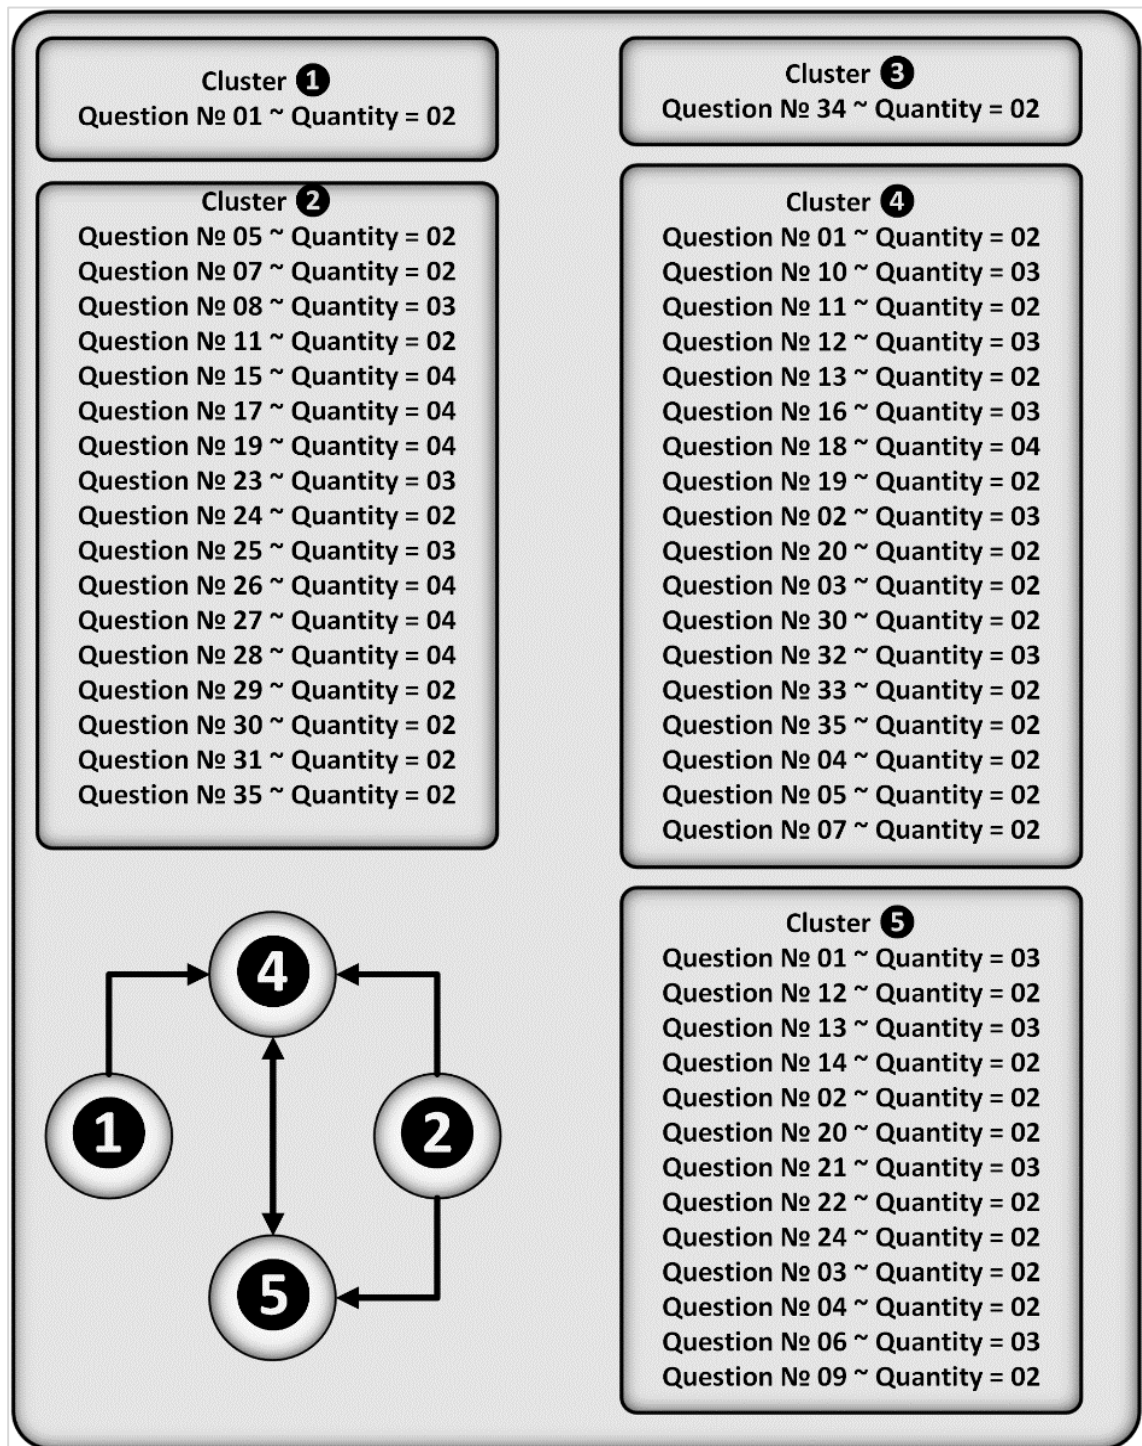 Cluster 1
Question № 01 ~ Quantity = 02
Cluster 2
Question № 05 ~ Quantity = 02
Question № 07 ~ Quantity = 02
Question № 08 ~ Quantity = 03
Question № 11 ~ Quantity = 02
Question № 15 ~ Quantity = 04
Question № 17 ~ Quantity = 04
Question № 19 ~ Quantity = 04
Question № 23 ~ Quantity = 03
Question № 24 ~ Quantity = 02
Question № 25 ~ Quantity = 03
Question № 26 ~ Quantity = 04
Question № 27 ~ Quantity = 04
Question № 28 ~ Quantity = 04
Question № 29 ~ Quantity = 02
Question № 30 ~ Quantity = 02
Question № 31 ~ Quantity = 02
Question № 35 ~ Quantity = 02
Cluster 3
Question № 34 ~ Quantity = 02
Cluster 4
Question № 01 ~ Quantity = 02
Question № 10 ~ Quantity = 03
Question № 11 ~ Quantity = 02
Question № 12 ~ Quantity = 03
Question № 13 ~ Quantity = 02
Question № 16 ~ Quantity = 03
Question № 18 ~ Quantity = 04
Question № 19 ~ Quantity = 02
Question № 02 ~ Quantity = 03
Question № 20 ~ Quantity = 02
Question № 03 ~ Quantity = 02
Question № 30 ~ Quantity = 02
Question № 32 ~ Quantity = 03
Question № 33 ~ Quantity = 02
Question № 35 ~ Quantity = 02
Question № 04 ~ Quantity = 02
Question № 05 ~ Quantity = 02
Question № 07 ~ Quantity = 02
Cluster 5
Question № 01 ~ Quantity = 03
Question № 12 ~ Quantity = 02
Question № 13 ~ Quantity = 03
Question № 14 ~ Quantity = 02
Question № 02 ~ Quantity = 02
Question № 20 ~ Quantity = 02
Question № 21 ~ Quantity = 03
Question № 22 ~ Quantity = 02
Question № 24 ~ Quantity = 02
Question № 03 ~ Quantity = 02
Question № 04 ~ Quantity = 02
Question № 06 ~ Quantity = 03
Question № 09 ~ Quantity = 02
4
1
2
5